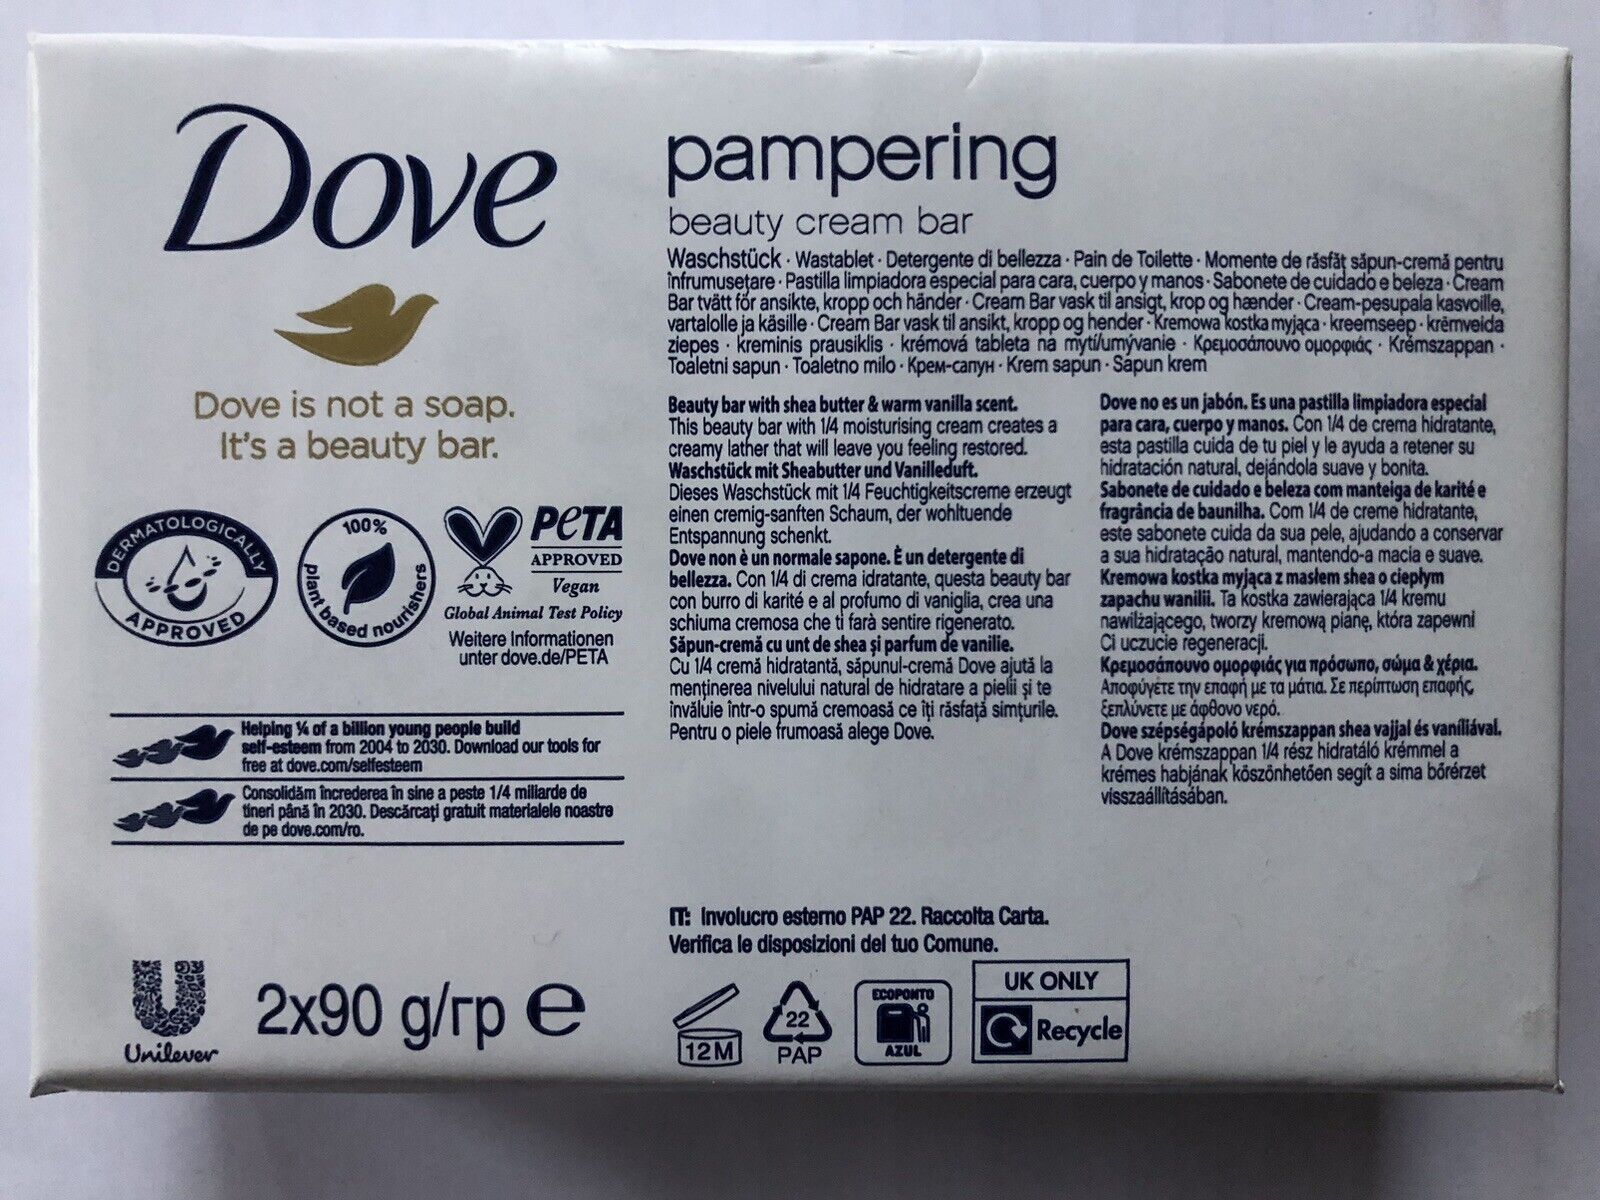 Dove
Dove is not a soap.
It's a beauty bar.
DERMATOLOGICALLY
APPROVED
100%
plant based nourishers
PETA
APPROVED
Vegan
Global Animal Test Policy
Weitere Informationen
unter dove.de/PETA
Helping ¼ of a billion young people build
self-esteem from 2004 to 2030. Download our tools for
free at dove.com/selfesteem
Consolidăm încrederea în sine a peste 1/4 miliarde de
tineri până în 2030. Descărcați gratuit materialele noastre
de pe dove.com/ro.
Unilever
2x90 g/гр e
pampering
beauty cream bar
Waschstück · Wastablet · Detergente di bellezza · Pain de Toilette · Momente de răsfăț săpun-cremă pentru
înfrumusețare · Pastilla limpiadora especial para cara, cuerpo y manos · Sabonete de cuidado e beleza · Cream
Bar tvätt för ansikte, kropp och händer · Cream Bar vask til ansigt, krop og hænder · Cream-pesupala kasvoille,
vartalolle ja käsille · Cream Bar vask til ansikt, kropp og hender · Kremowa kostka myjąca · kreemseep · krēmveida
ziepes · kreminis prausiklis · krémová tableta na mytí/umývanie · Κρεμοσάπουνο ομορφιάς · Krémszappan ·
Toaletni sapun · Toaletno milo · Крем-сапун · Krem sapun · Sapun krem
Beauty bar with shea butter & warm vanilla scent.
This beauty bar with 1/4 moisturising cream creates a
creamy lather that will leave you feeling restored.
Waschstück mit Sheabutter und Vanilleduft.
Dieses Waschstück mit 1/4 Feuchtigkeitscreme erzeugt
einen cremig-sanften Schaum, der wohltuende
Entspannung schenkt.
Dove non è un normale sapone. È un detergente di
bellezza. Con 1/4 di crema idratante, questa beauty bar
con burro di karité e al profumo di vaniglia, crea una
schiuma cremosa che ti farà sentire rigenerato.
Săpun-cremă cu unt de shea și parfum de vanilie.
Cu 1/4 cremă hidratantă, săpunul-cremă Dove ajută la
menținerea nivelului natural de hidratare a pielii și te
învăluie într-o spumă cremoasă ce îți răsfață simțurile.
Pentru o piele frumoasă alege Dove.
Dove no es un jabón. Es una pastilla limpiadora especial
para cara, cuerpo y manos. Con 1/4 de crema hidratante,
esta pastilla cuida de tu piel y le ayuda a retener su
hidratación natural, dejándola suave y bonita.
Sabonete de cuidado e beleza com manteiga de karité e
fragrância de baunilha. Com 1/4 de creme hidratante,
este sabonete cuida da sua pele, ajudando a conservar
a sua hidratação natural, mantendo-a macia e suave.
Kremowa kostka myjąca z masłem shea o ciepłym
zapachu wanilii. Ta kostka zawierająca 1/4 kremu
nawilżającego, tworzy kremową pianę, która zapewni
Ci uczucie regeneracji.
Κρεμοσάπουνο ομορφιάς για πρόσωπο, σώμα & χέρια.
Αποφύγετε την επαφή με τα μάτια. Σε περίπτωση επαφής,
ξεπλύνετε με άφθονο νερό.
Dove szépségápoló krémszappan shea vajjal és vaníliával.
A Dove krémszappan 1/4 rész hidratáló krémmel a
krémes habjának köszönhetően segít a sima bőrérzet
visszaállításában.
IT: Involucro esterno PAP 22. Raccolta Carta.
Verifica le disposizioni del tuo Comune.
12M
22
PAP
ECOPONTO
AZUL
UK ONLY
Recycle